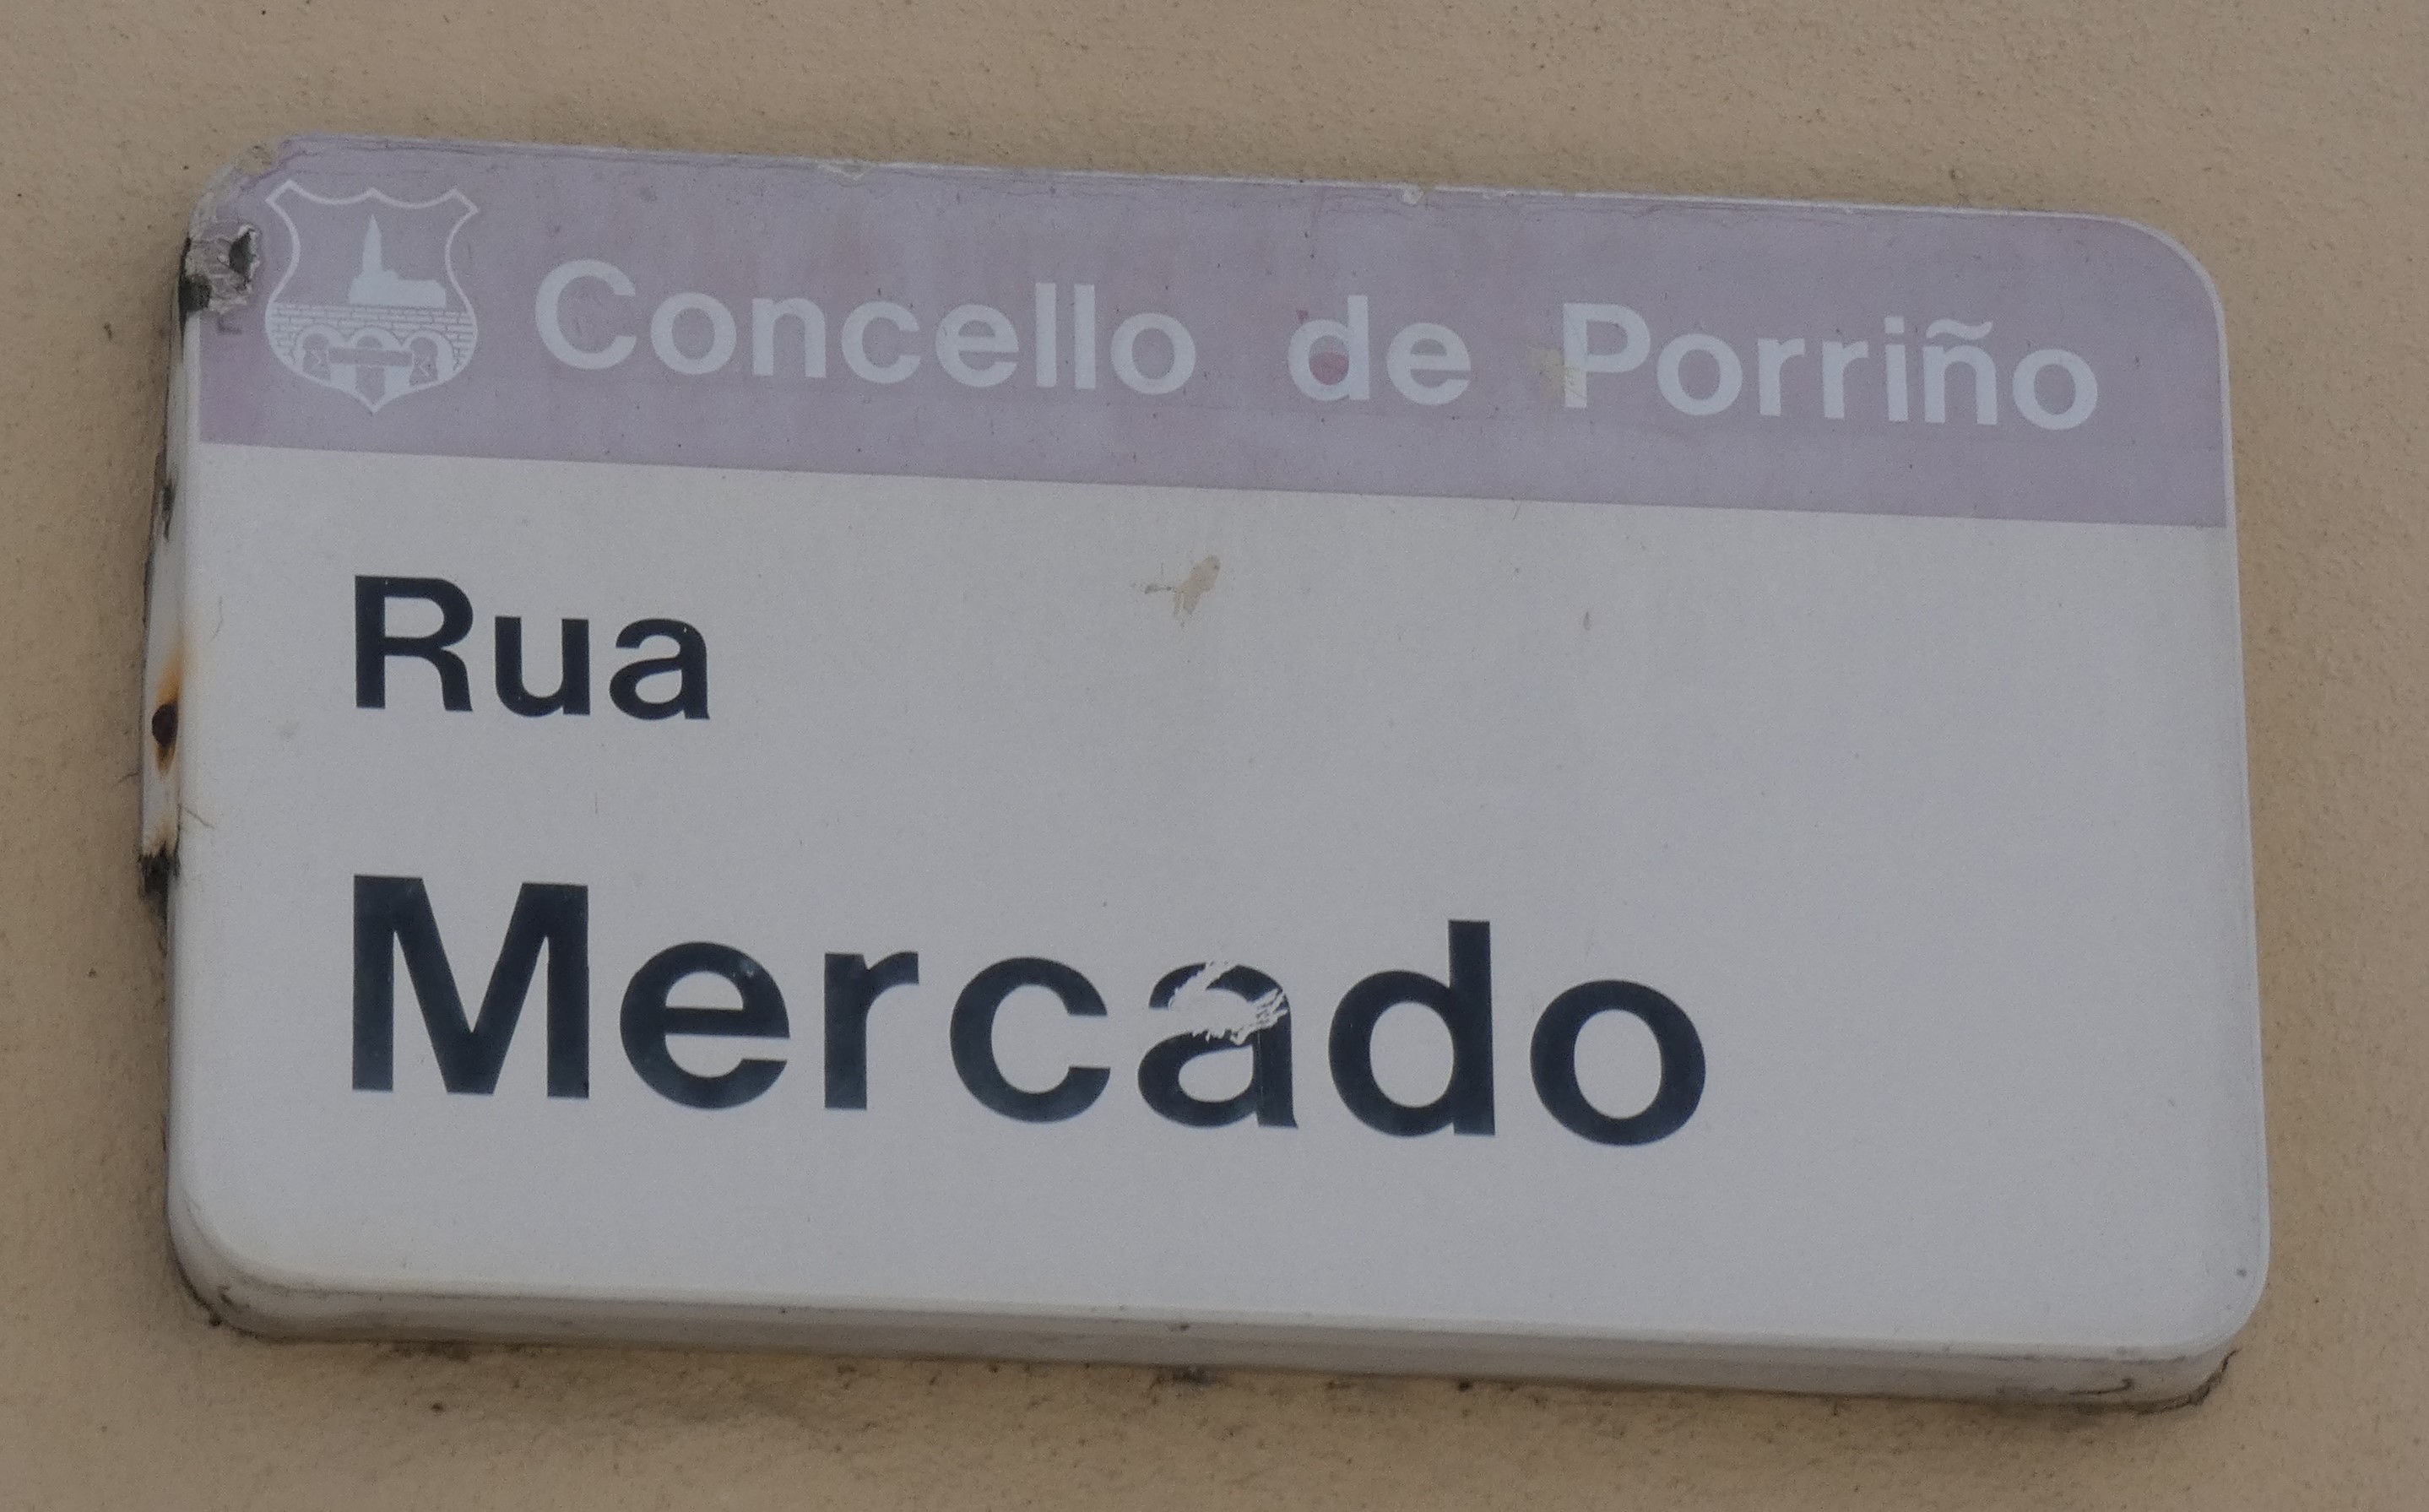 Concello de Porriño
Rua
Mercado